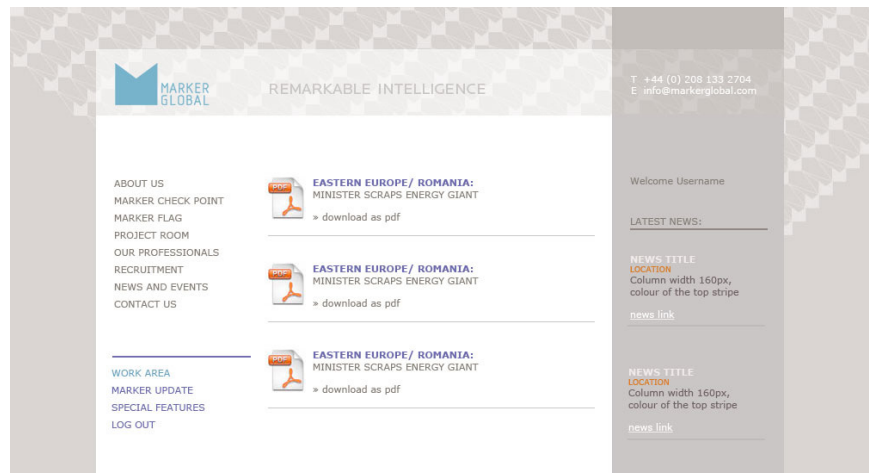 MARKER
GLOBAL
REMARKABLE INTELLIGENCE
T +44 (0) 208 133 2704
E info@markerglobal.com
ABOUT US
MARKER CHECK POINT
MARKER FLAG
PROJECT ROOM
OUR PROFESSIONALS
RECRUITMENT
NEWS AND EVENTS
CONTACT US
WORK AREA
MARKER UPDATE
SPECIAL FEATURES
LOG OUT
PDF
EASTERN EUROPE/ ROMANIA:
MINISTER SCRAPS ENERGY GIANT
» download as pdf
PDF
EASTERN EUROPE/ ROMANIA:
MINISTER SCRAPS ENERGY GIANT
» download as pdf
PDF
EASTERN EUROPE/ ROMANIA:
MINISTER SCRAPS ENERGY GIANT
» download as pdf
Welcome Username
LATEST NEWS:
NEWS TITLE
LOCATION
Column width 160px,
colour of the top stripe
news link
NEWS TITLE
LOCATION
Column width 160px,
colour of the top stripe
news link